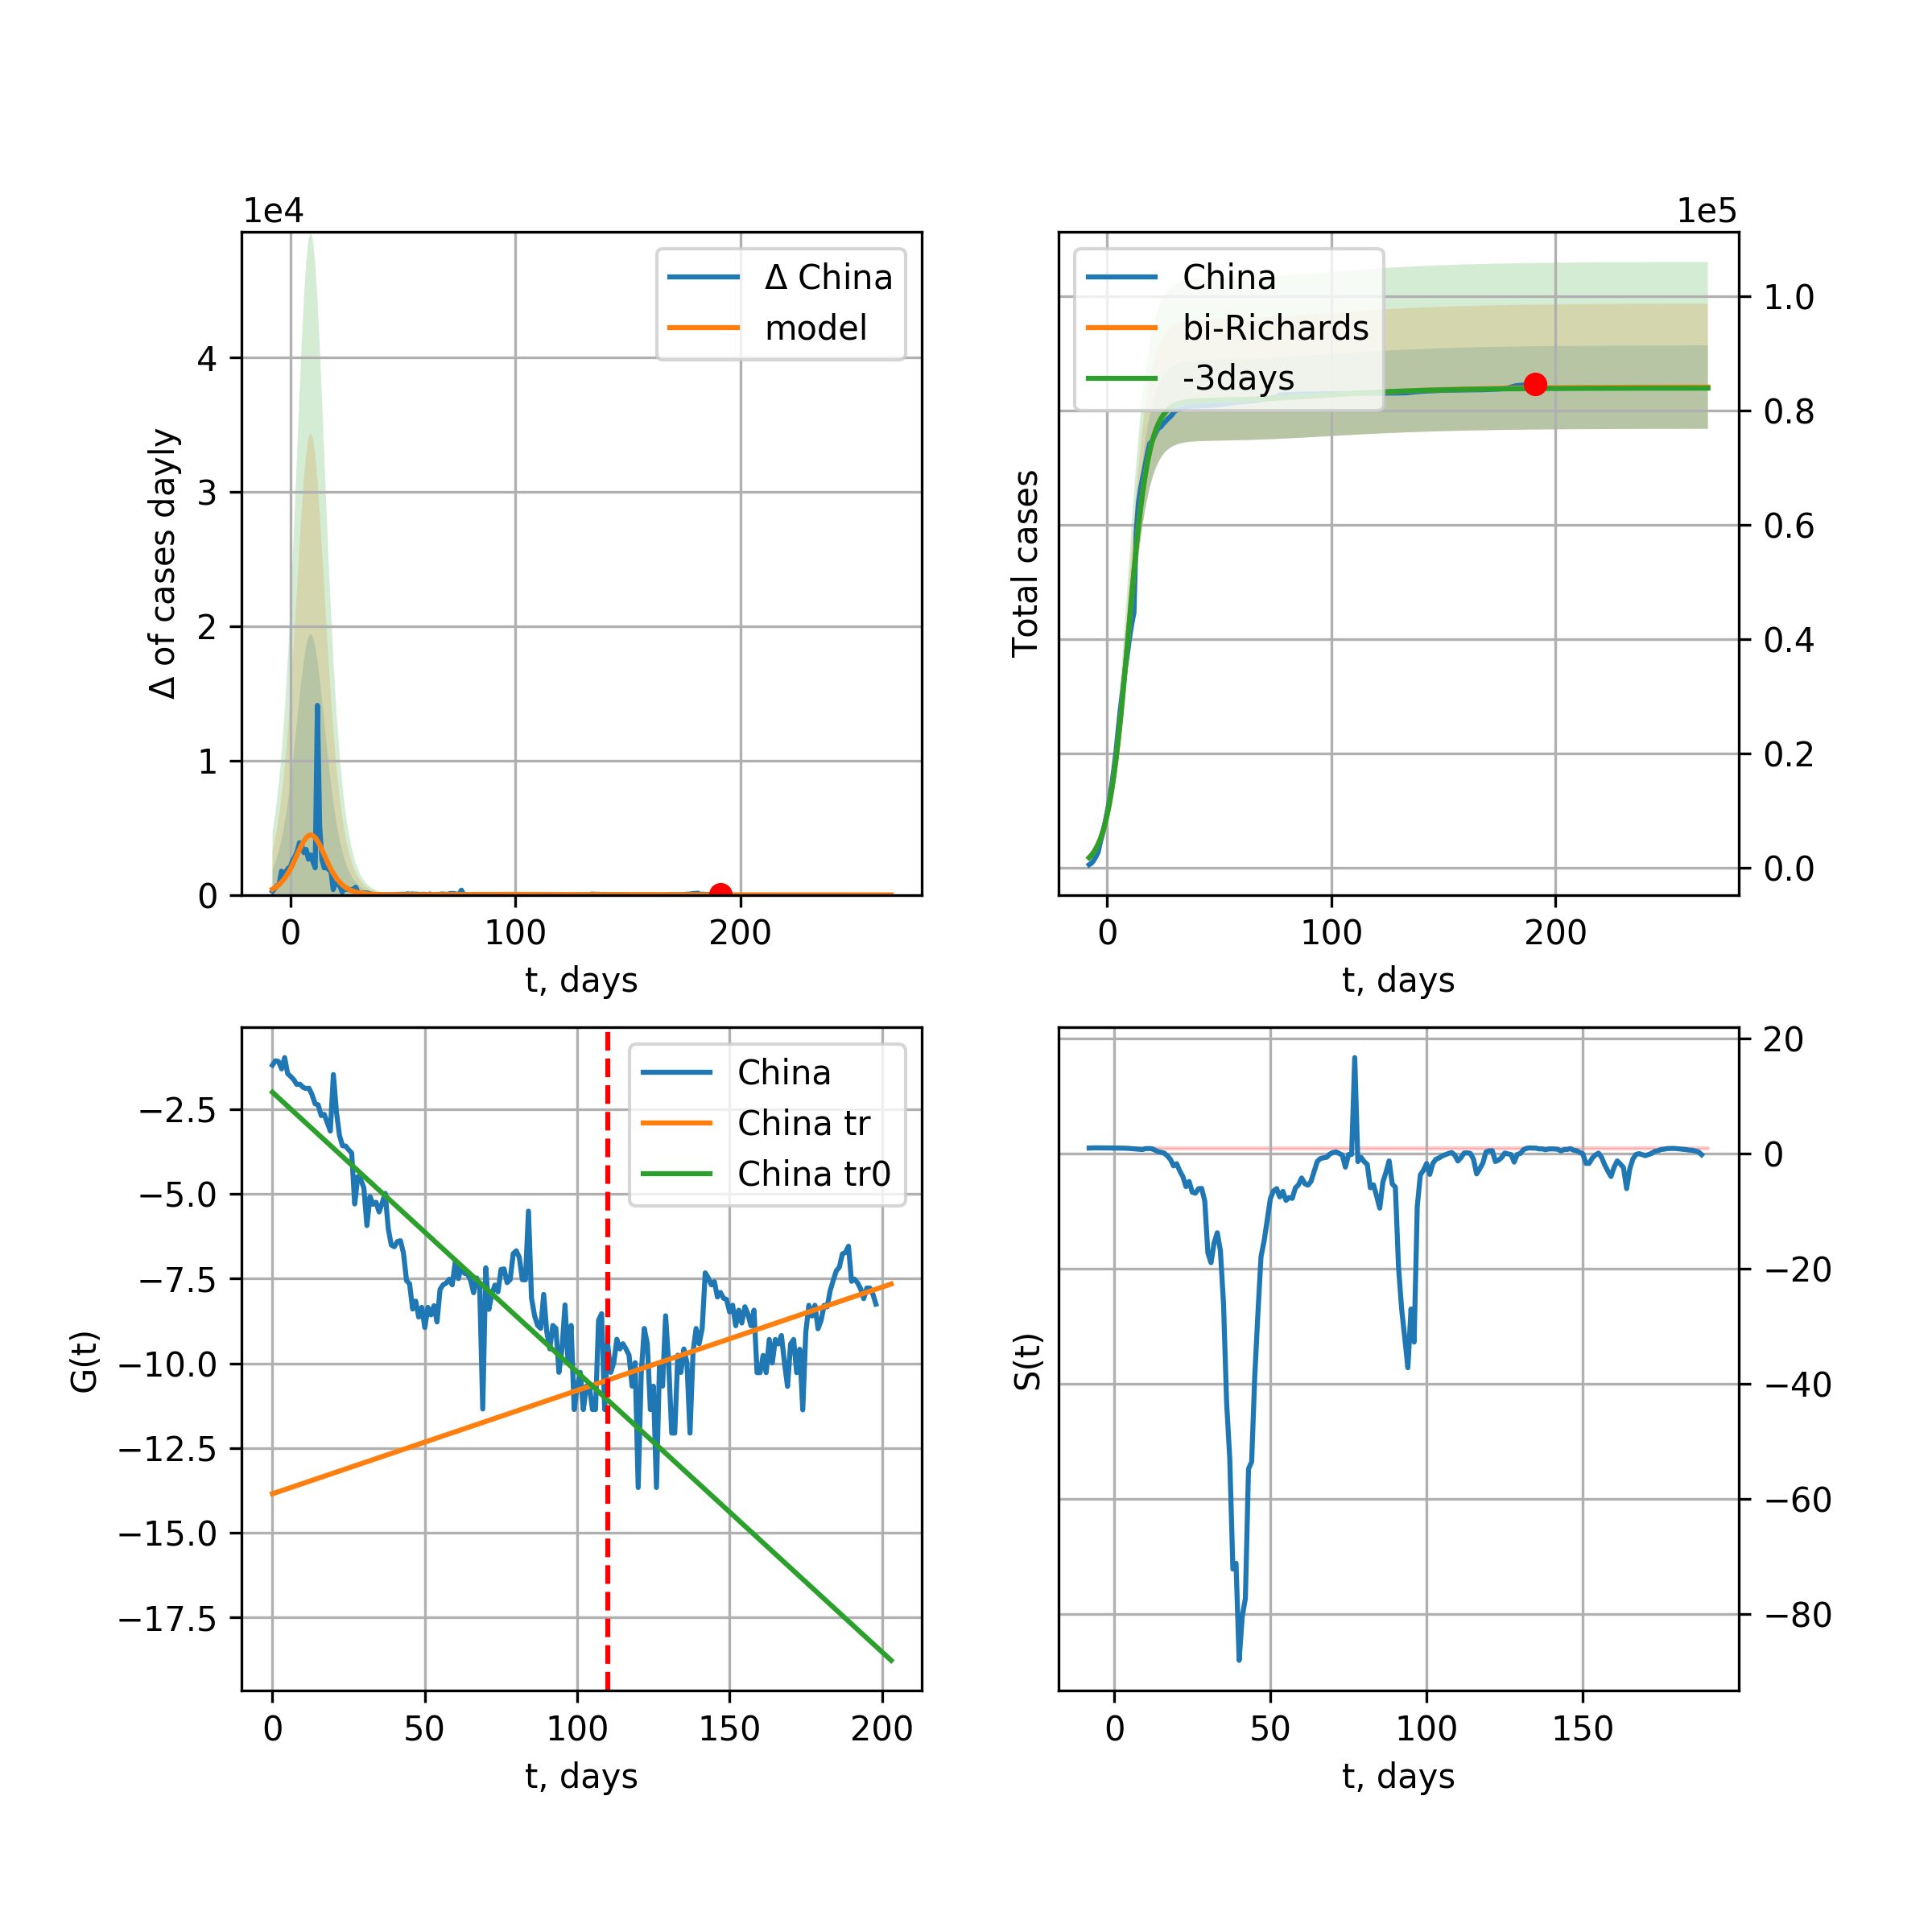 1e4
Δ of cases dayly
4
3
2
1
0
Δ China
model
0 100 200
t, days
1e5
Total cases
China
bi-Richards
-3days
1.0
0.8
0.6
0.4
0.2
0.0
0 100 200
t, days
G(t)
−2.5
−5.0
−7.5
−10.0
−12.5
−15.0
−17.5
China
China tr
China tr0
0 50 100 150 200
t, days
S(t)
20
0
−20
−40
−60
−80
0 50 100 150
t, days